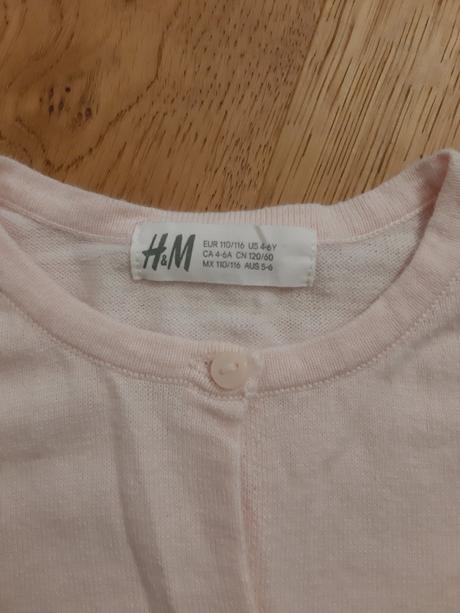 H&M
EUR 110/116 US 4-6Y
CA 4-6A CN 120/60
MX 110/116 AUS 5-6